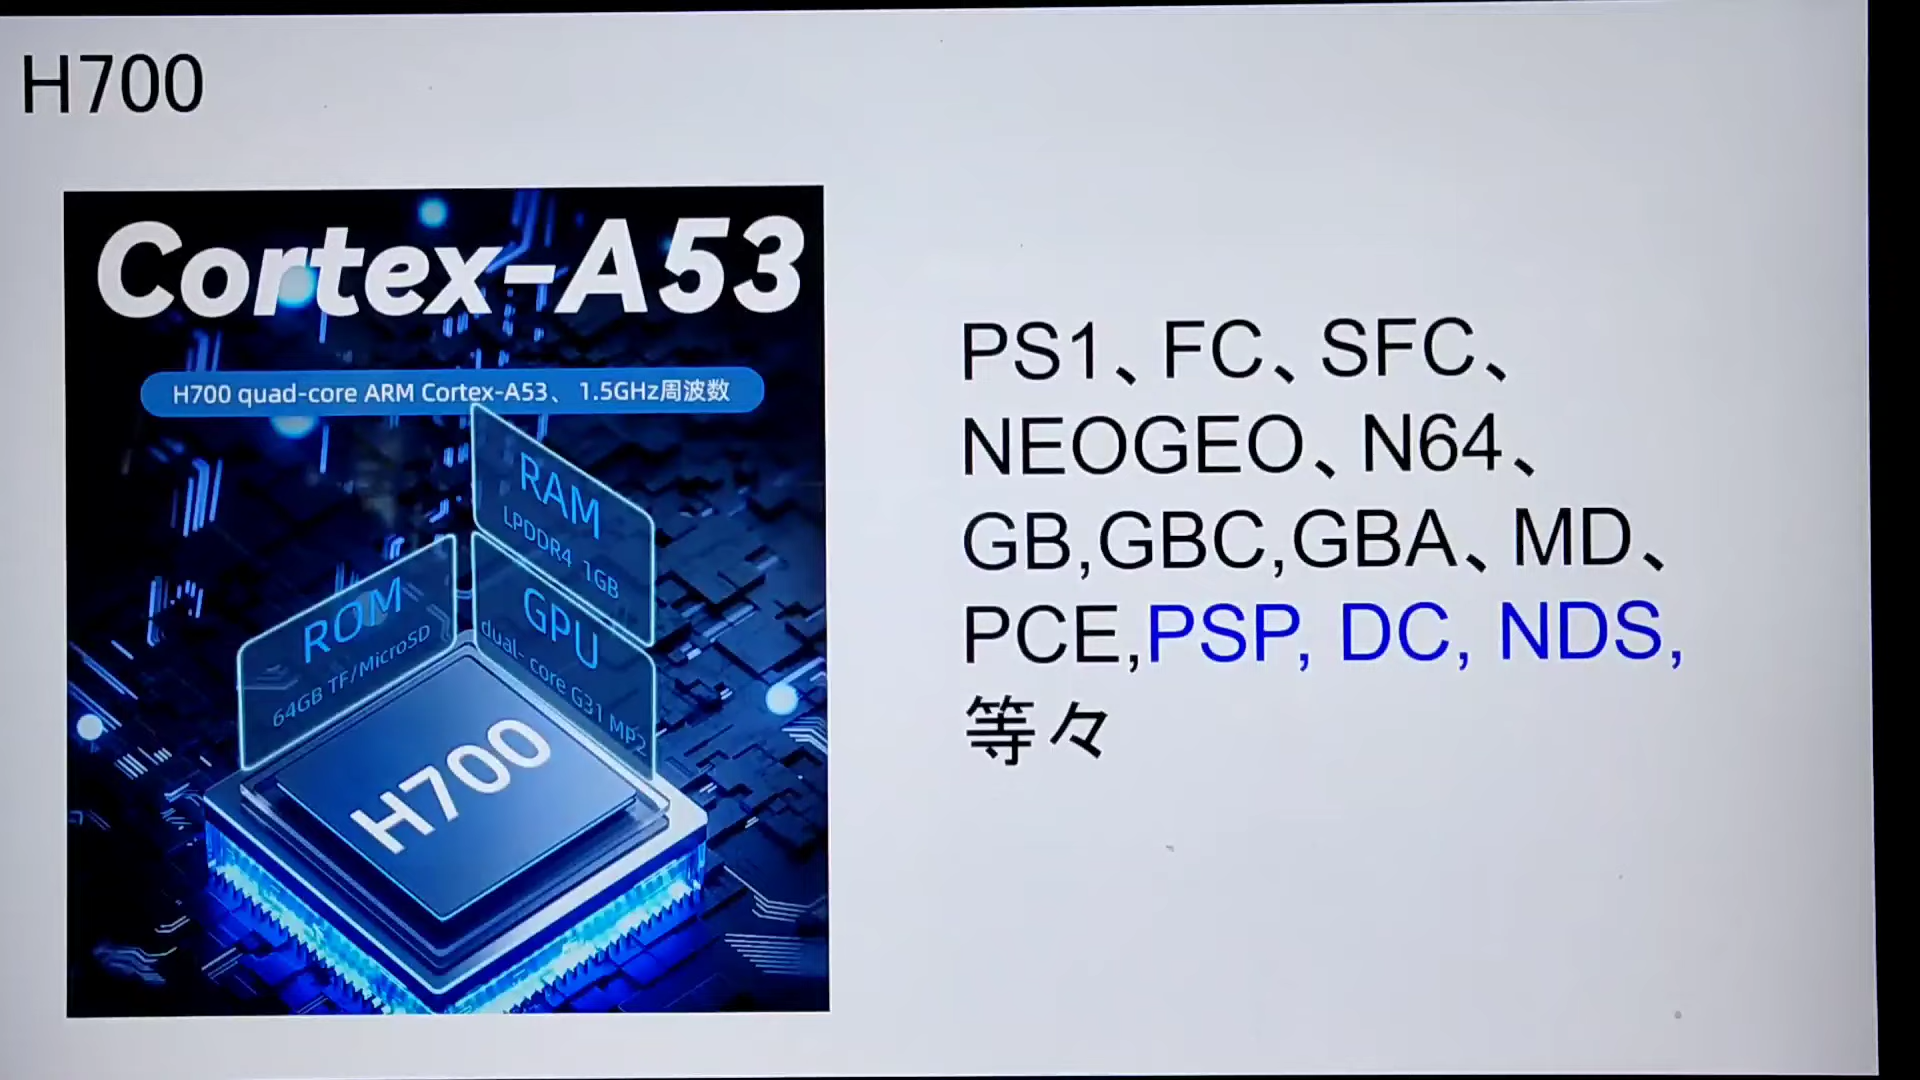 H700
Cortex-A53
H700 quad-core ARM Cortex-A53、 1.5GHz周波数
RAM
LPDDR4 1GB
ROM
64GB TF/MicroSD
GPU
dual- core G31 MP2
H700
PS1、FC、SFC、
NEOGEO、N64、
GB,GBC,GBA、MD、
PCE,PSP, DC, NDS,
等々